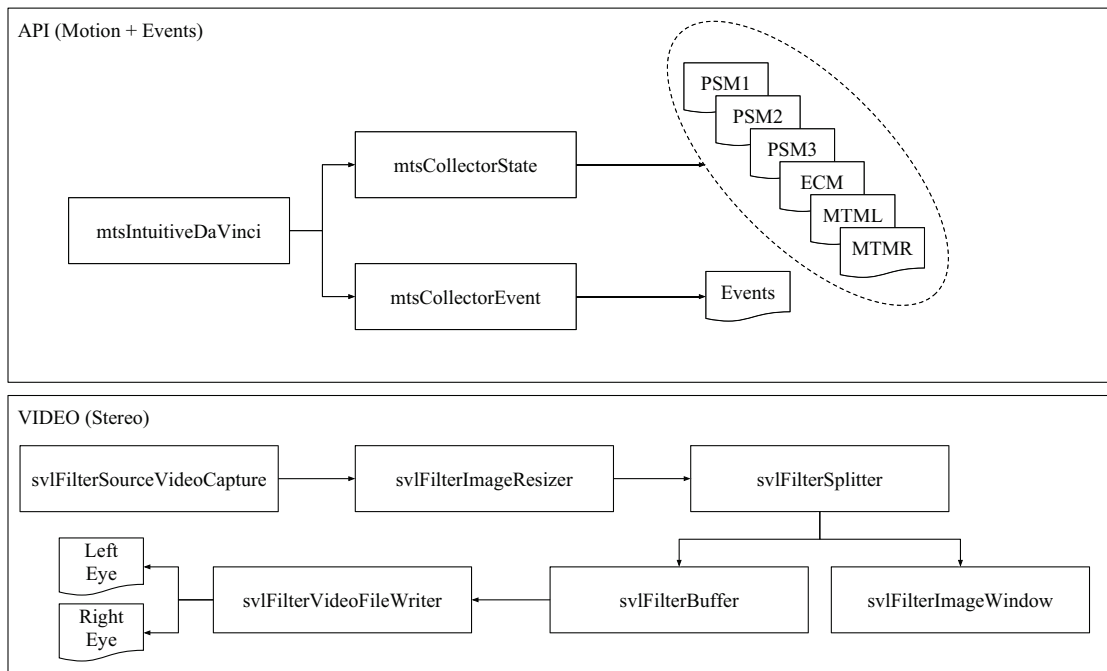 API (Motion + Events)
PSM1
PSM2
PSM3
ECM
MTML
MTMR
mtsCollectorState
mtsIntuitiveDaVinci
mtsCollectorEvent
Events
VIDEO (Stereo)
svlFilterSourceVideoCapture
svlFilterImageResizer
svlFilterSplitter
Left
Eye
Right
Eye
svlFilterVideoFileWriter
svlFilterBuffer
svlFilterImageWindow